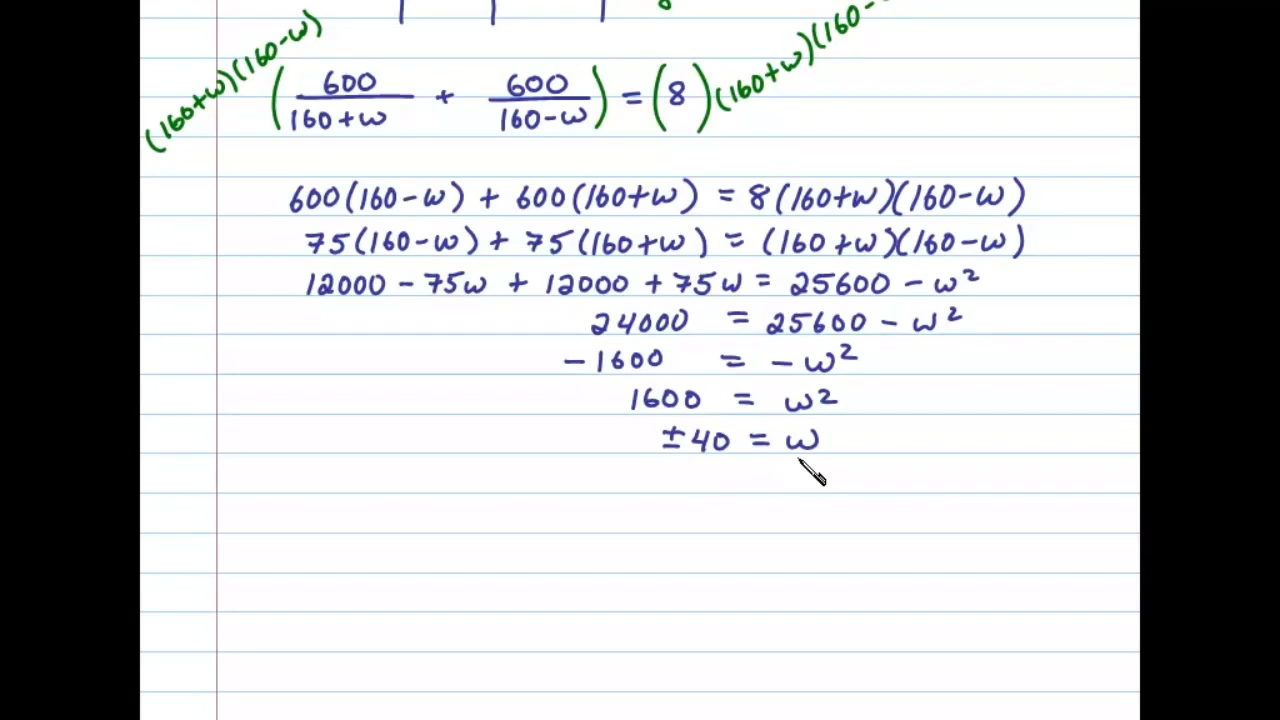 (160+w)(160-w) (600/(160+w) + 600/(160-w)) = (8) (160+w)(160-
600(160-w) + 600(160+w) = 8(160+w)(160-w)
75(160-w) + 75(160+w) = (160+w)(160-w)
12000 - 75w + 12000 + 75w = 25600 - w²
24000 = 25600 - w²
-1600 = -w²
1600 = w²
±40 = w